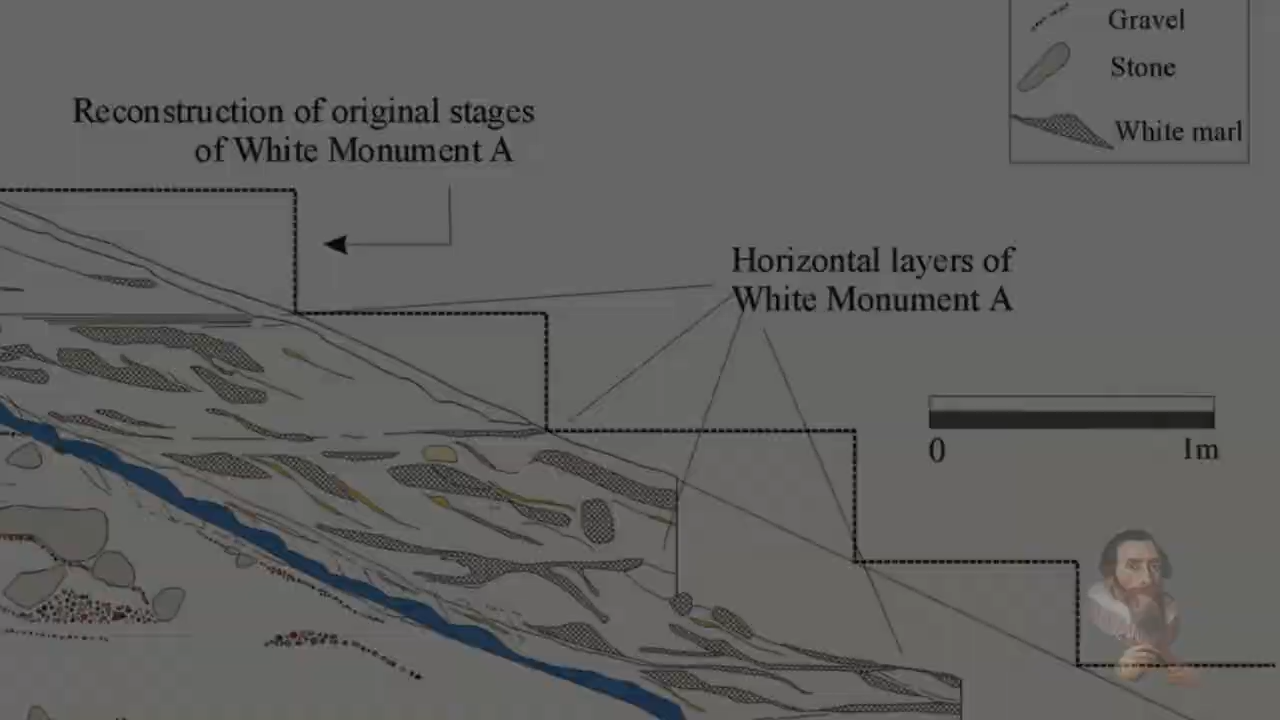 Gravel
Stone
White marl
Reconstruction of original stages
of White Monument A
Horizontal layers of
White Monument A
0
1m